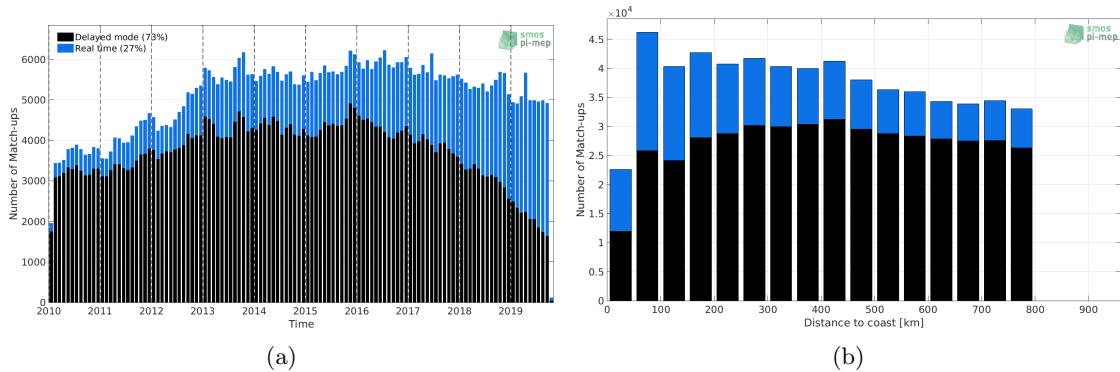 Delayed mode (73%)
Real time (27%)
smos
pi-mep
6000
5000
4000
3000
2000
1000
0
Number of Match-ups
2010 2011 2012 2013 2014 2015 2016 2017 2018 2019
Time
(a)
×10⁴
smos
pi-mep
4.5
4
3.5
3
2.5
2
1.5
1
0.5
0
Number of Match-ups
0 100 200 300 400 500 600 700 800 900
Distance to coast [km]
(b)